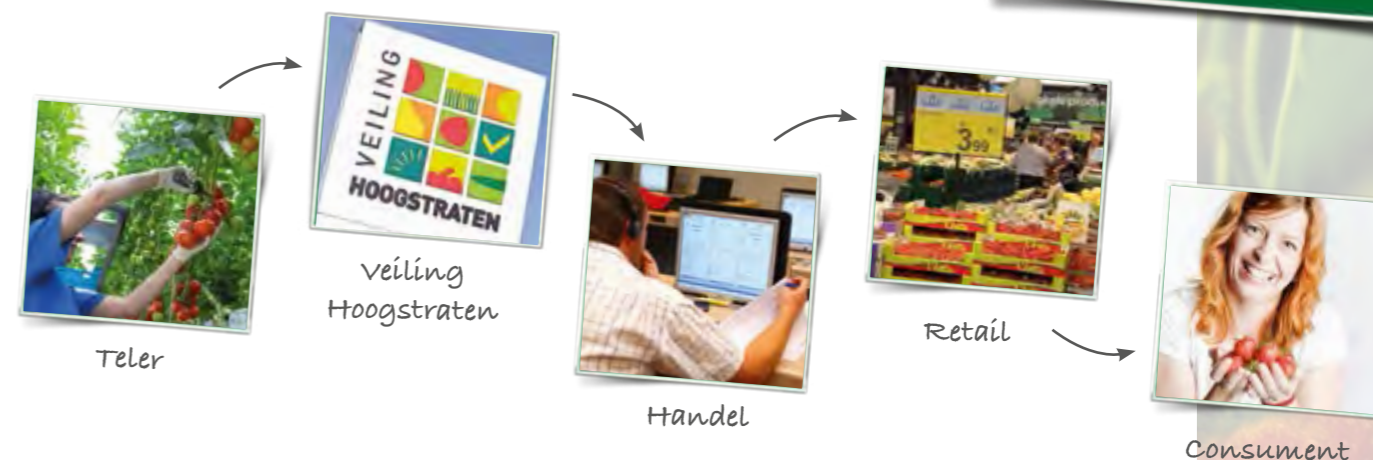 VEILING
HOOGSTRATEN
3.99
Teler
Veiling
Hoogstraten
Handel
Retail
Consument